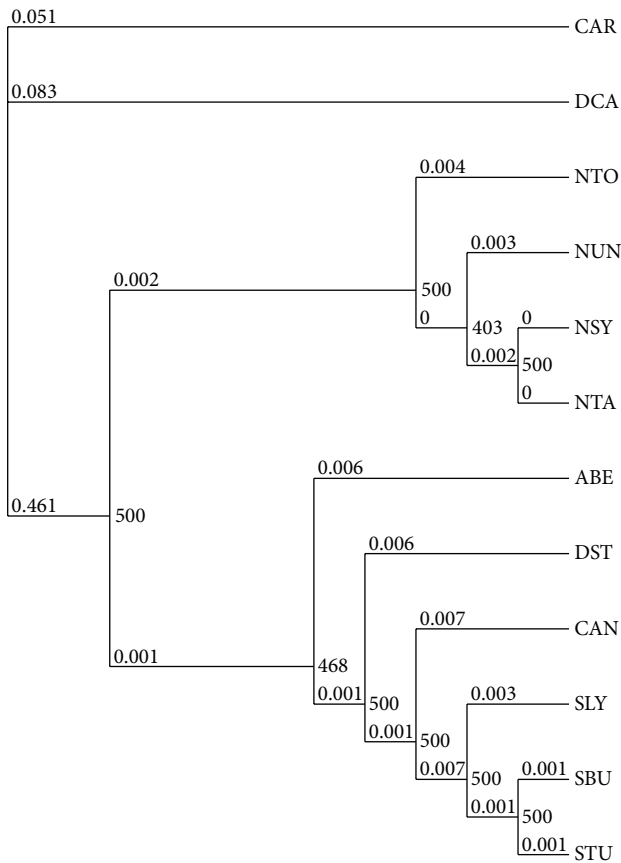 0.051 CAR
0.083 DCA
0.004 NTO
0.003 NUN
0.002 500
0 403 0 NSY
0.002 500
0 NTA
0.006 ABE
0.461 500
0.006 DST
0.007 CAN
0.001 468
0.001 500 0.003 SLY
0.001 500
0.007 500 0.001 SBU
0.001 500
0.001 STU